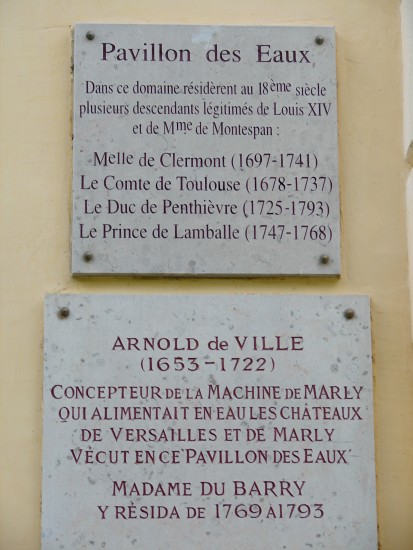 Pavillon des Eaux
Dans ce domaine résidèrent au 18ème siècle
plusieurs descendants légitimés de Louis XIV
et de Mme de Montespan :
Melle de Clermont (1697-1741)
Le Comte de Toulouse (1678-1737)
Le Duc de Penthièvre (1725-1793)
Le Prince de Lamballe (1747-1768)
ARNOLD de VILLE
(1653-1722)
CONCEPTEUR DE LA MACHINE DE MARLY
QUI ALIMENTAIT EN EAU LES CHÂTEAUX
DE VERSAILLES ET DE MARLY
VÉCUT EN CE "PAVILLON DES EAUX"
MADAME DU BARRY
Y RÉSIDA DE 1769 A 1793